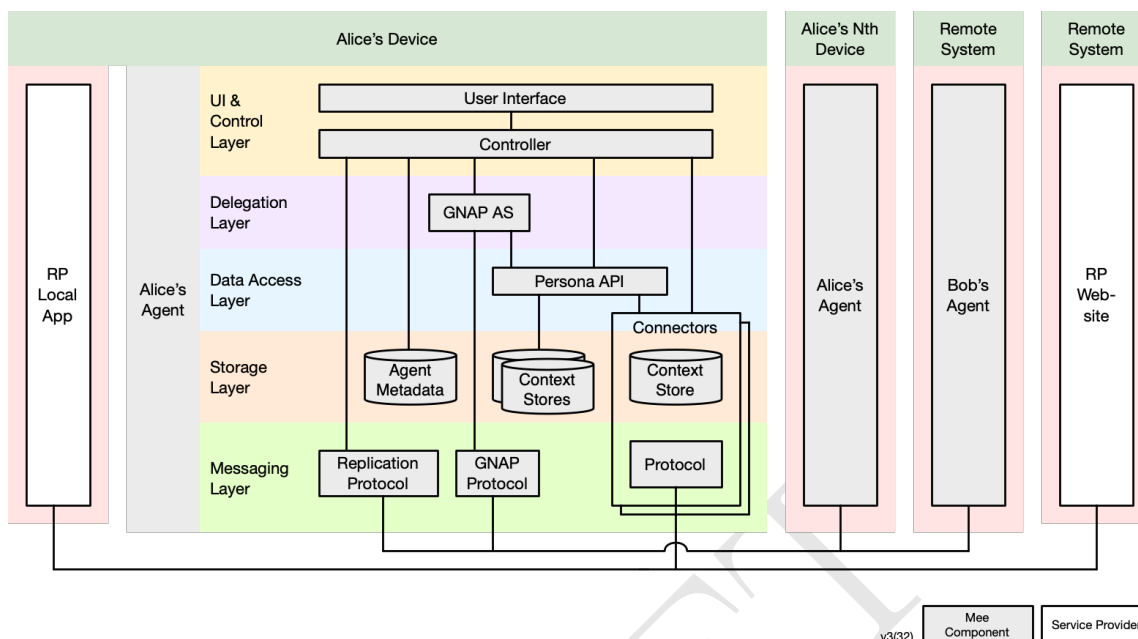 Alice's Device
Alice's Nth
Device
Remote
System
Remote
System
UI &
Control
Layer
User Interface
Controller
Delegation
Layer
GNAP AS
RP
Local
App
Alice's
Agent
Data Access
Layer
Persona API
Alice's
Agent
Bob's
Agent
RP
Web-
site
Connectors
Storage
Layer
Agent
Metadata
Context
Stores
Context
Store
Messaging
Layer
Replication
Protocol
GNAP
Protocol
Protocol
v3(32)
Mee
Component
Service Provider